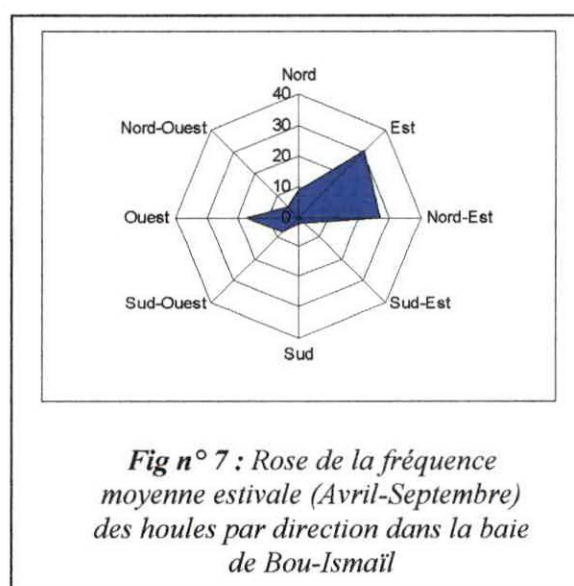 Nord
40
30
20
10
0
Nord-Ouest
Est
Ouest
Nord-Est
Sud-Ouest
Sud-Est
Sud
Fig n° 7 : Rose de la fréquence
moyenne estivale (Avril-Septembre)
des houles par direction dans la baie
de Bou-Ismaïl